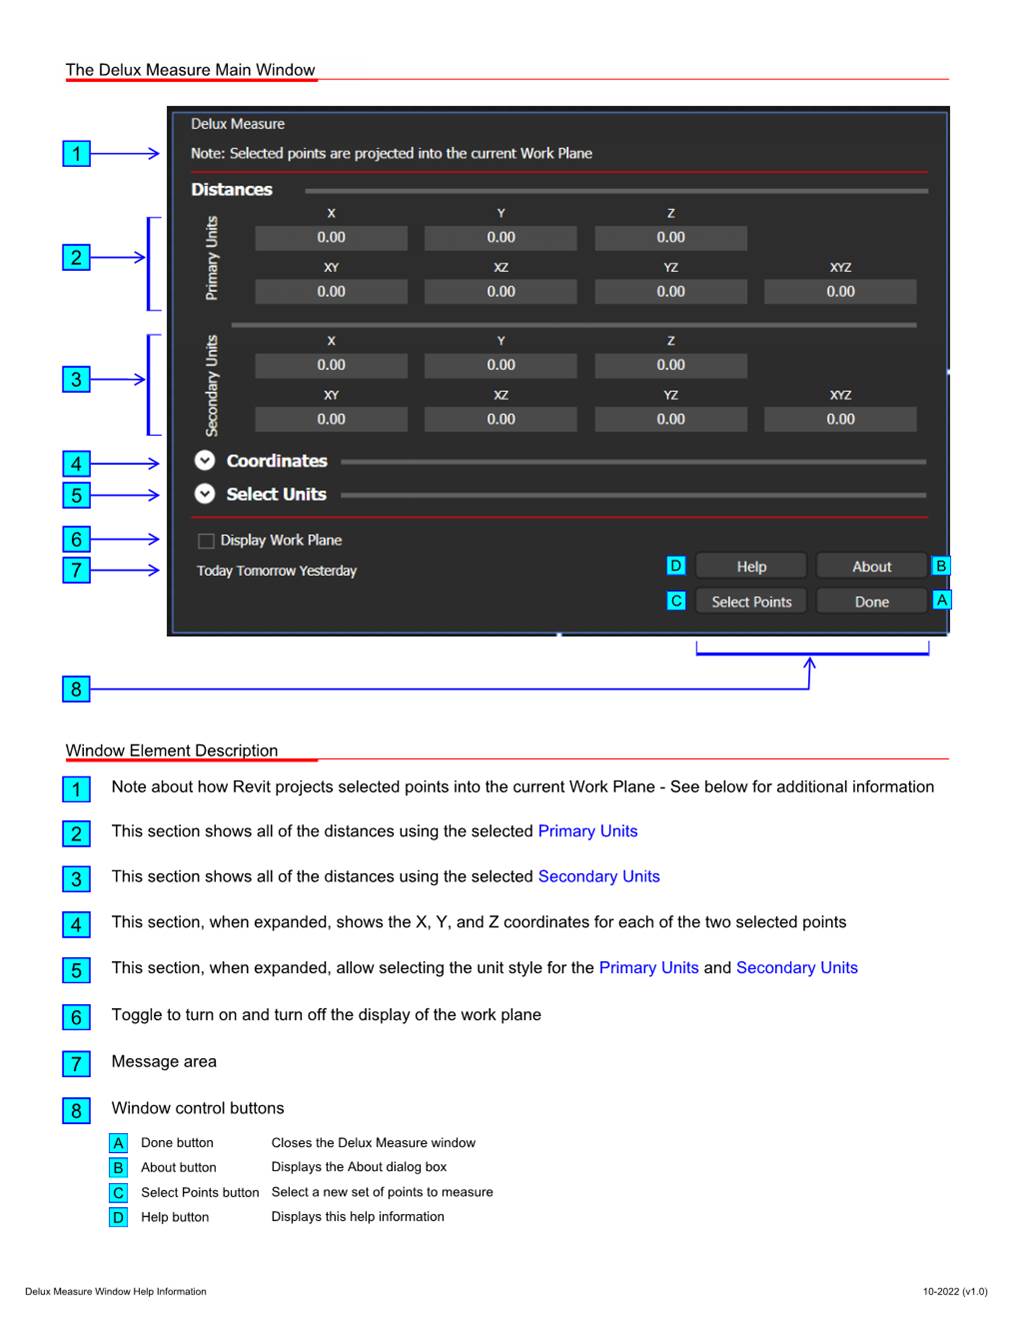 The Delux Measure Main Window
Delux Measure
1
Note: Selected points are projected into the current Work Plane
Distances
Primary Units
X Y Z
2
0.00 0.00 0.00
XY XZ YZ XYZ
0.00 0.00 0.00 0.00
Secondary Units
X Y Z
3
0.00 0.00 0.00
XY XZ YZ XYZ
0.00 0.00 0.00 0.00
4
Coordinates
5
Select Units
6
Display Work Plane
7
Today Tomorrow Yesterday
D Help About B
C Select Points Done A
8
Window Element Description
1 Note about how Revit projects selected points into the current Work Plane - See below for additional information
2 This section shows all of the distances using the selected Primary Units
3 This section shows all of the distances using the selected Secondary Units
4 This section, when expanded, shows the X, Y, and Z coordinates for each of the two selected points
5 This section, when expanded, allow selecting the unit style for the Primary Units and Secondary Units
6 Toggle to turn on and turn off the display of the work plane
7 Message area
8 Window control buttons
A Done button Closes the Delux Measure window
B About button Displays the About dialog box
C Select Points button Select a new set of points to measure
D Help button Displays this help information
Delux Measure Window Help Information 10-2022 (v1.0)